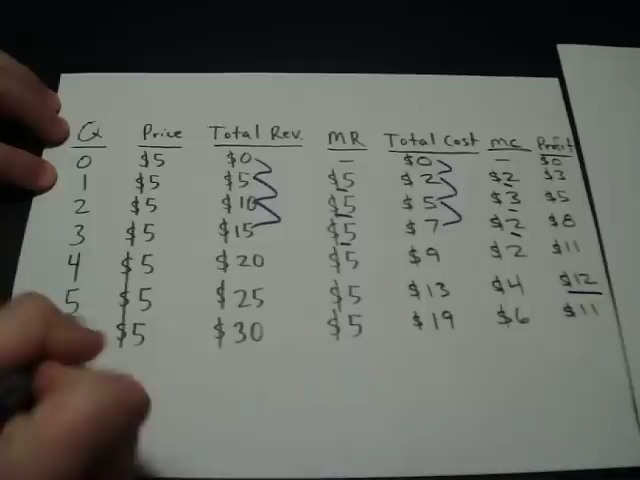 Q Price Total Rev. MR Total Cost MC Profit
0 $5 $0 – $0 – $0
1 $5 $5 $5 $2 $2 $3
2 $5 $10 $5 $5 $3 $5
3 $5 $15 $5 $7 $2 $8
4 $5 $20 $5 $9 $2 $11
5 $5 $25 $5 $13 $4 $12
$5 $30 $5 $19 $6 $11